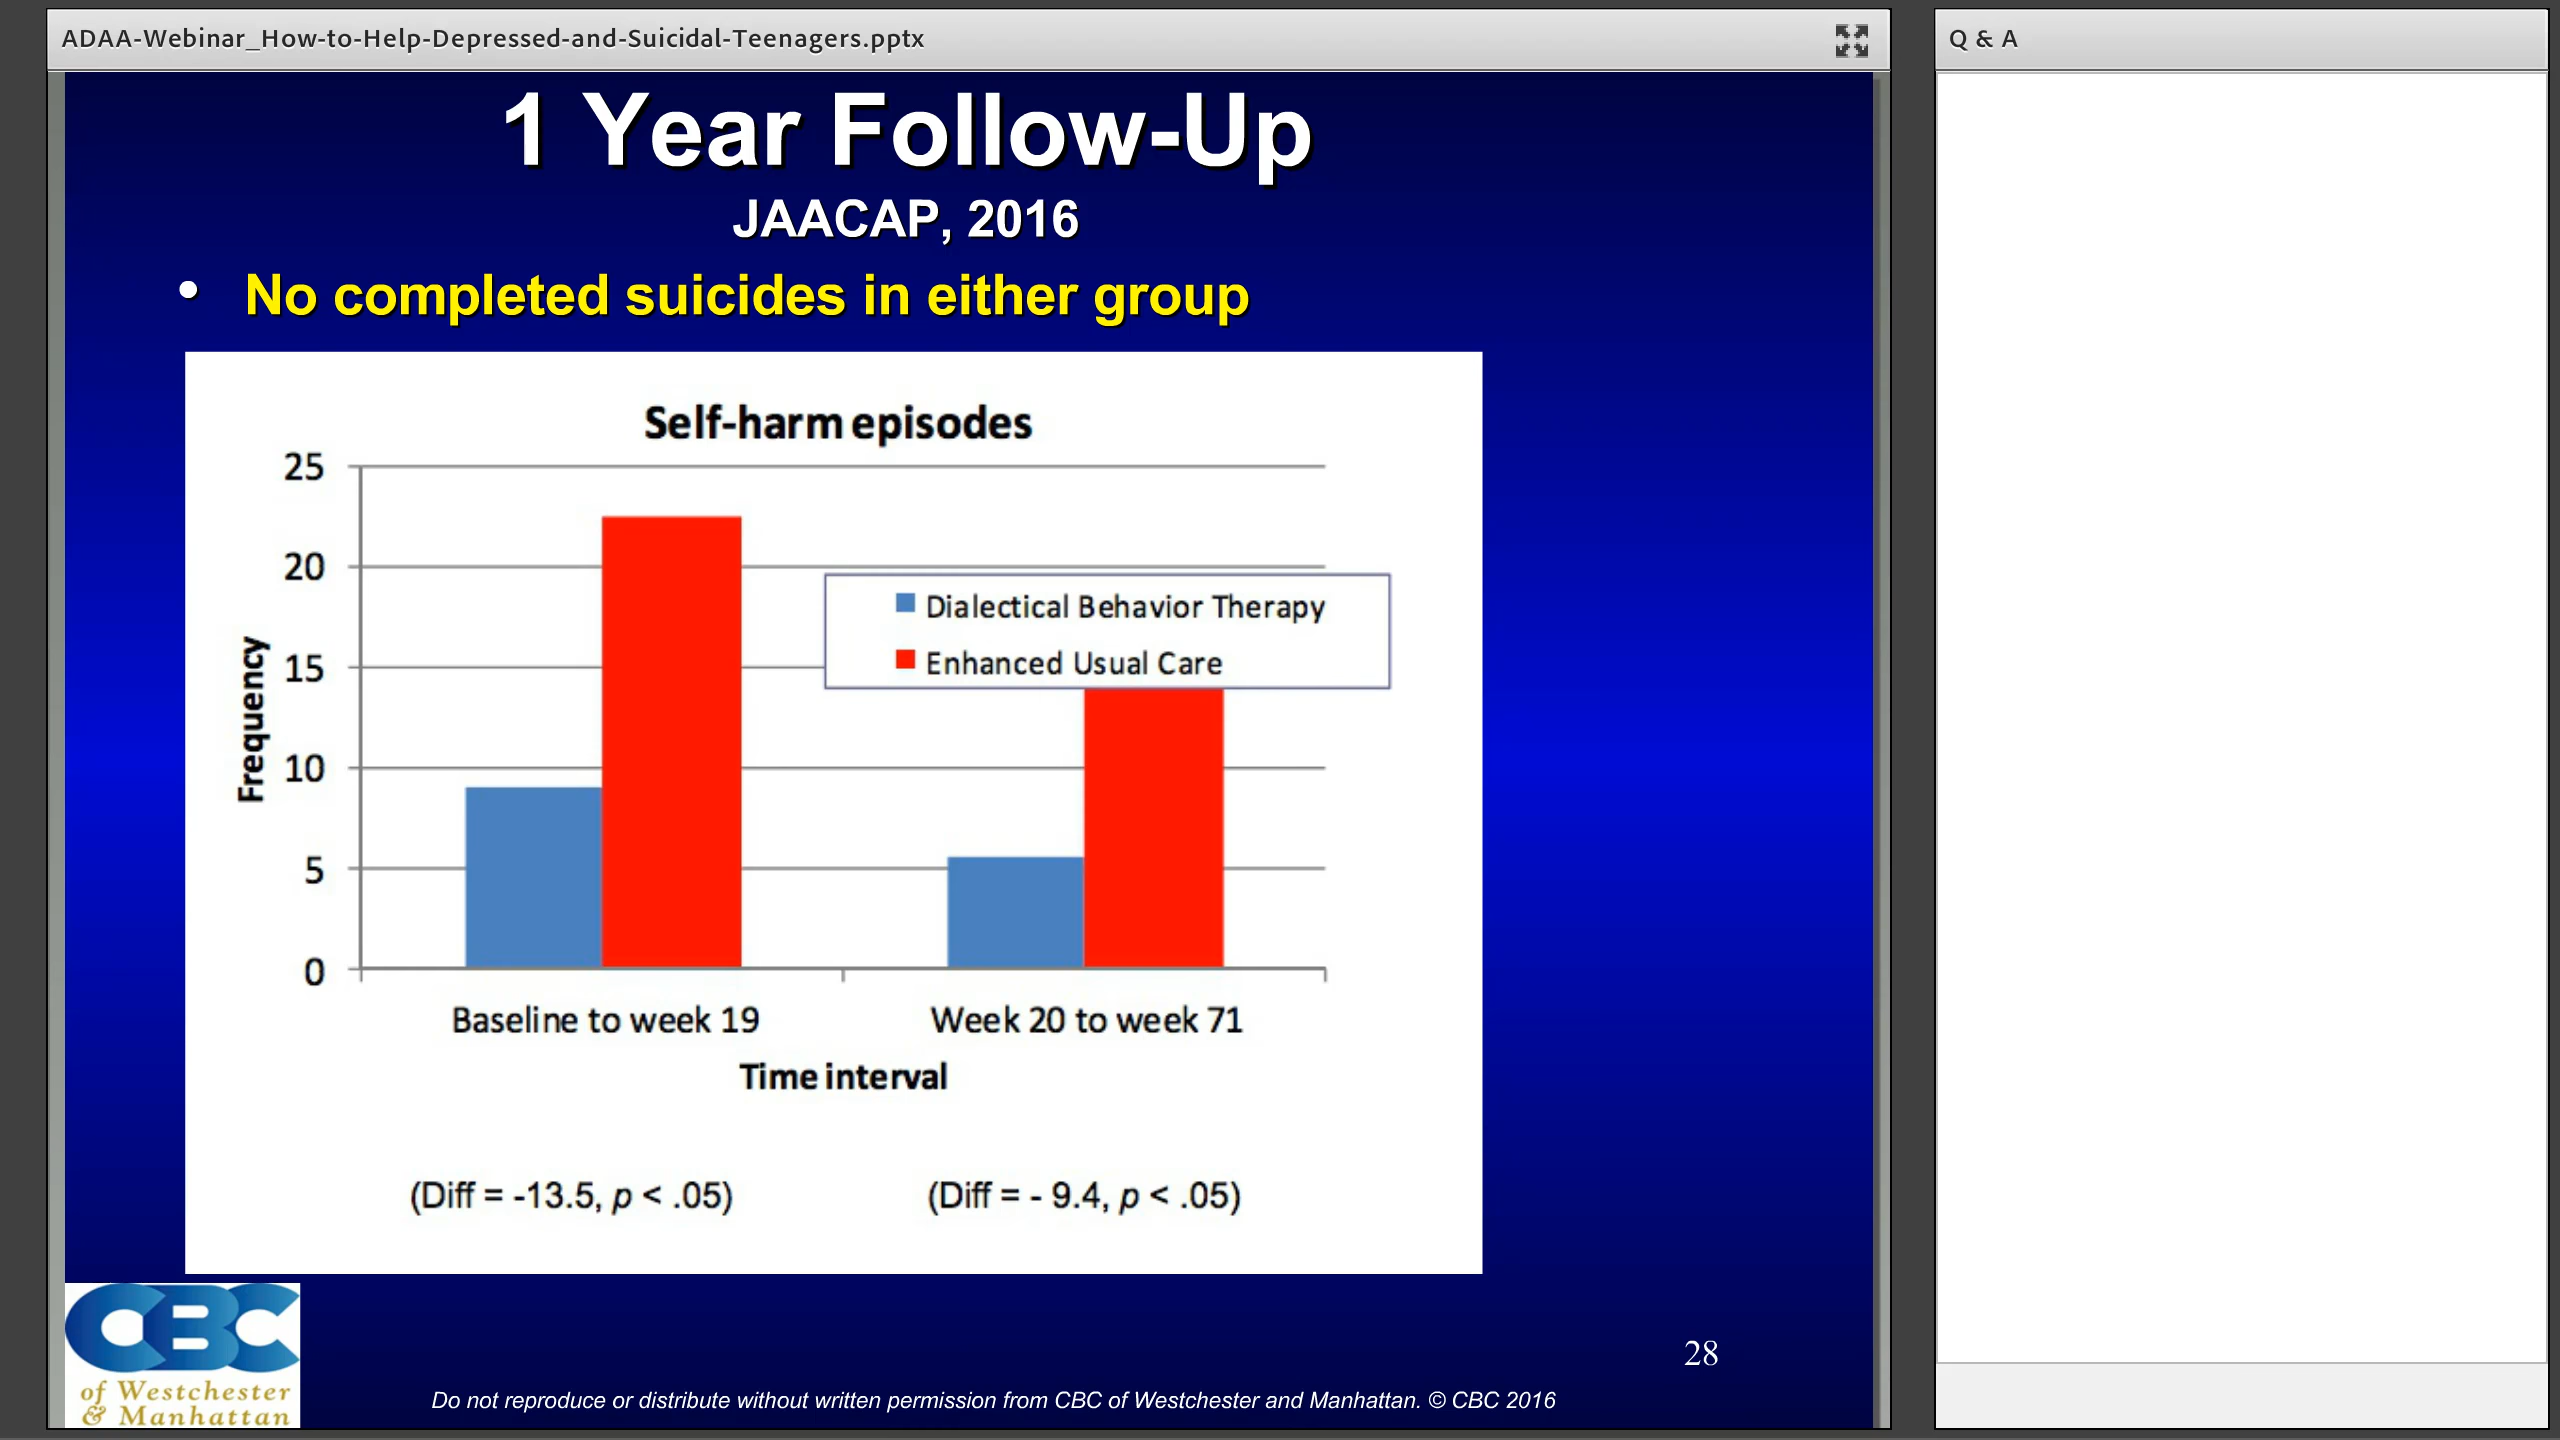 ADAA-Webinar_How-to-Help-Depressed-and-Suicidal-Teenagers.pptx
Q & A
1 Year Follow-Up
JAACAP, 2016
• No completed suicides in either group
Self-harm episodes
25
20
15
10
5
0
Frequency
Dialectical Behavior Therapy
Enhanced Usual Care
Baseline to week 19
Week 20 to week 71
Time interval
(Diff = -13.5, p < .05)
(Diff = - 9.4, p < .05)
CBC
of Westchester
& Manhattan
28
Do not reproduce or distribute without written permission from CBC of Westchester and Manhattan. © CBC 2016